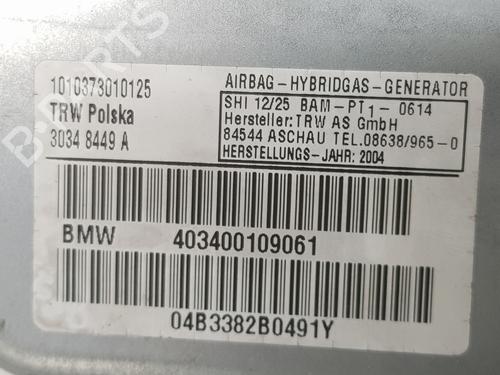 1010373010125
TRW Polska
3034 8449 A
AIRBAG-HYBRIDGAS-GENERATOR
SHI 12/25 BAM-PT1-0614
Hersteller: TRW AS GmbH
84544 ASCHAU TEL.08638/965-0
HERSTELLUNGS-JAHR: 2004
BMW 403400109061
04B3382B0491Y